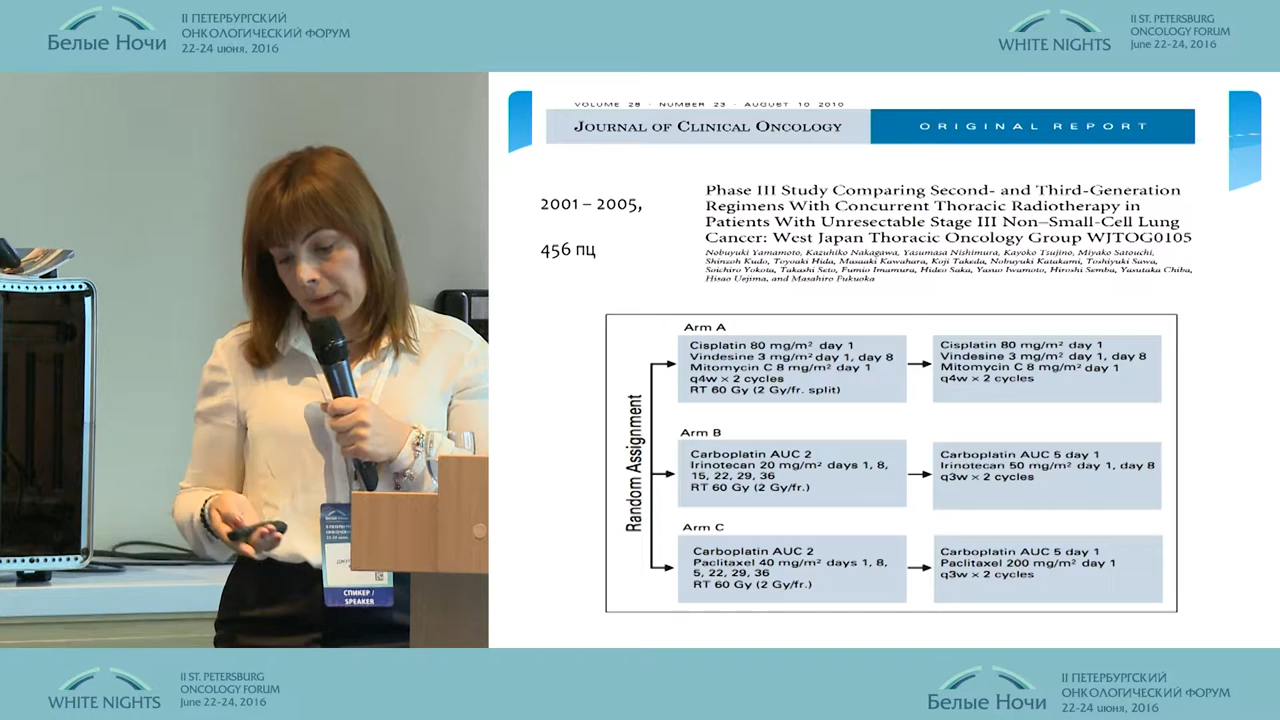 II ПЕТЕРБУРГСКИЙ
ОНКОЛОГИЧЕСКИЙ ФОРУМ
Белые Ночи
22-24 июня, 2016
WHITE NIGHTS
II ST. PETERSBURG
ONCOLOGY FORUM
June 22-24, 2016
VOLUME 28 · NUMBER 23 · AUGUST 10 2010
JOURNAL OF CLINICAL ONCOLOGY
ORIGINAL REPORT
2001 – 2005,
456 пц
Phase III Study Comparing Second- and Third-Generation
Regimens With Concurrent Thoracic Radiotherapy in
Patients With Unresectable Stage III Non–Small-Cell Lung
Cancer: West Japan Thoracic Oncology Group WJTOG0105
Nobuyuki Yamamoto, Kazuhiko Nakagawa, Yasumasa Nishimura, Kayoko Tsujino, Miyako Satouchi,
Shinzoh Kudo, Toyoaki Hida, Masaaki Kawahara, Koji Takeda, Nobuyuki Katakami, Toshiyuki Sawa,
Soichiro Yokota, Takashi Seto, Fumio Imamura, Hideo Saka, Yasuo Iwamoto, Hiroshi Semba, Yasutaka Chiba,
Hisao Uejima, and Masahiro Fukuoka
Random Assignment
Arm A
Cisplatin 80 mg/m² day 1
Vindesine 3 mg/m² day 1, day 8
Mitomycin C 8 mg/m² day 1
q4w × 2 cycles
RT 60 Gy (2 Gy/fr. split)
Cisplatin 80 mg/m² day 1
Vindesine 3 mg/m² day 1, day 8
Mitomycin C 8 mg/m² day 1
q4w × 2 cycles
Arm B
Carboplatin AUC 2
Irinotecan 20 mg/m² days 1, 8,
15, 22, 29, 36
RT 60 Gy (2 Gy/fr.)
Carboplatin AUC 5 day 1
Irinotecan 50 mg/m² day 1, day 8
q3w × 2 cycles
Arm C
Carboplatin AUC 2
Paclitaxel 40 mg/m² days 1, 8,
5, 22, 29, 36
RT 60 Gy (2 Gy/fr.)
Carboplatin AUC 5 day 1
Paclitaxel 200 mg/m² day 1
q3w × 2 cycles
СПИКЕР /
SPEAKER
WHITE NIGHTS
II ST. PETERSBURG
ONCOLOGY FORUM
June 22-24, 2016
Белые Ночи
II ПЕТЕРБУРГСКИЙ
ОНКОЛОГИЧЕСКИЙ ФОРУМ
22-24 июня, 2016